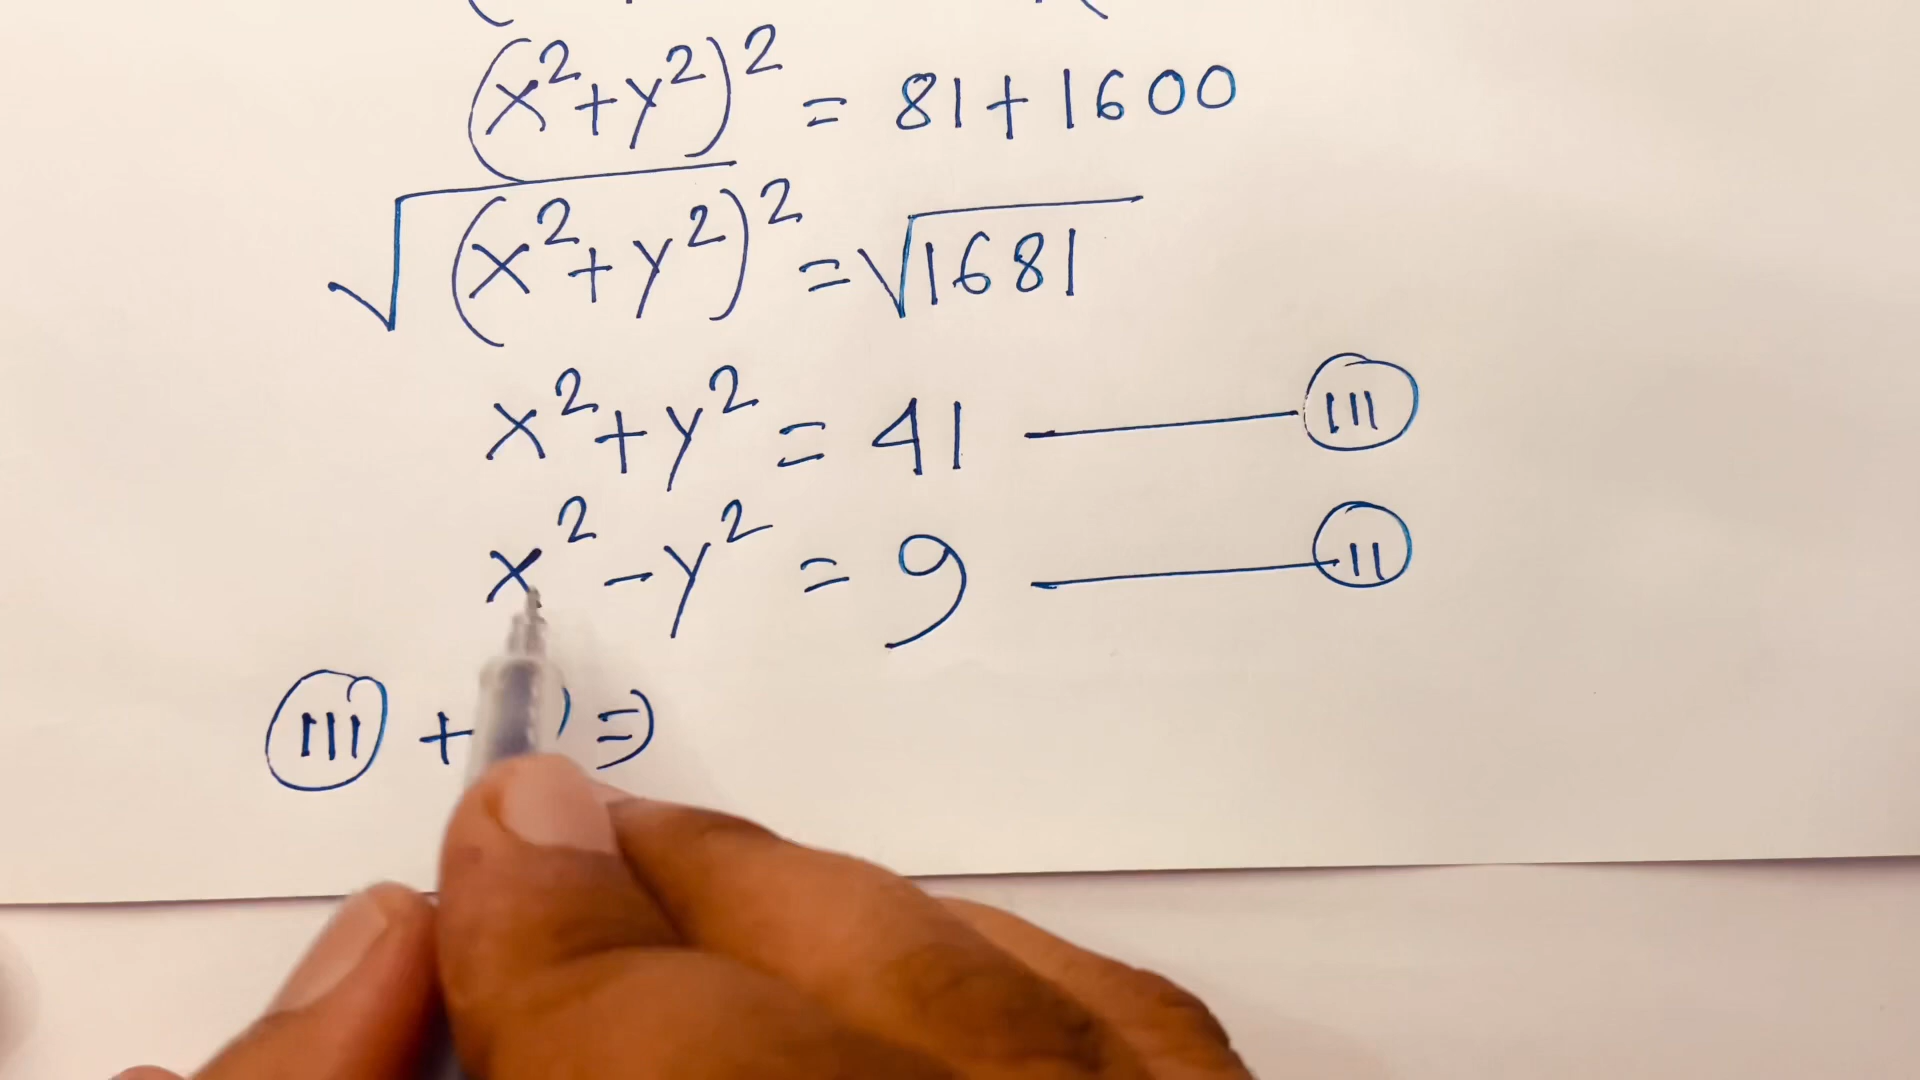 (x²+y²)² = 81+1600
√(x²+y²)² = √1681
x²+y² = 41 — III
x²-y² = 9 — II
III + ⇒